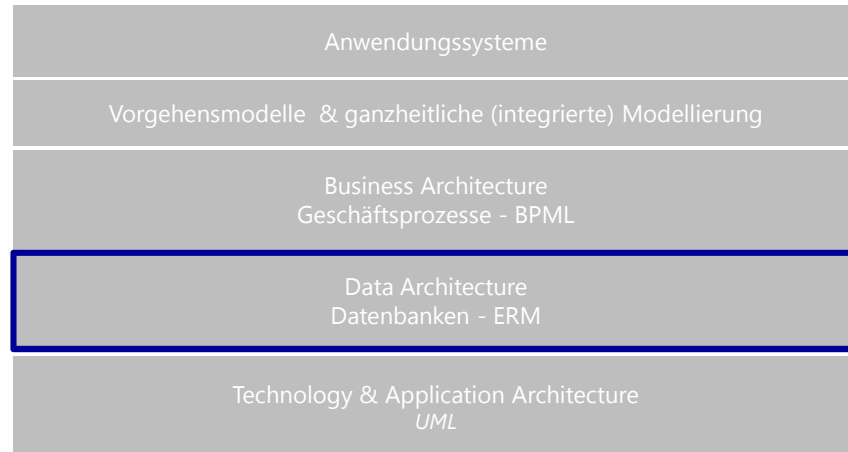 Anwendungssysteme
Vorgehensmodelle & ganzheitliche (integrierte) Modellierung
Business Architecture
Geschäftsprozesse - BPML
Data Architecture
Datenbanken - ERM
Technology & Application Architecture
UML